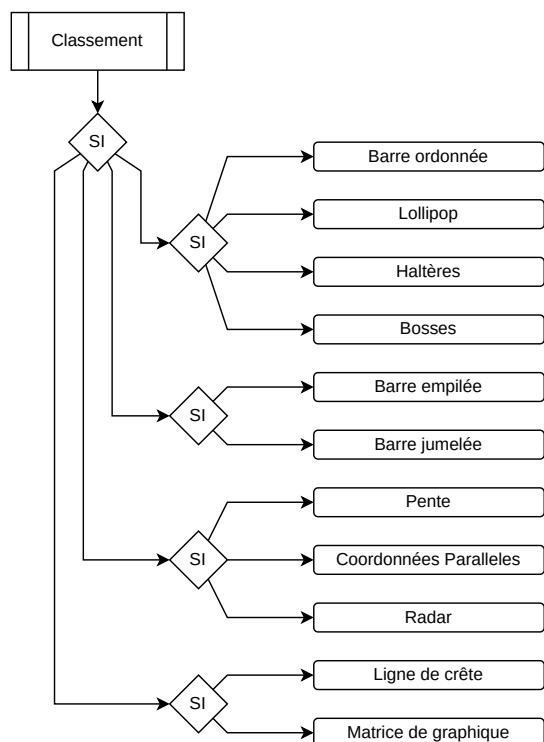 Classement
SI
SI
Barre ordonnée
Lollipop
Haltères
Bosses
SI
Barre empilée
Barre jumelée
SI
Pente
Coordonnées Paralleles
Radar
SI
Ligne de crête
Matrice de graphique